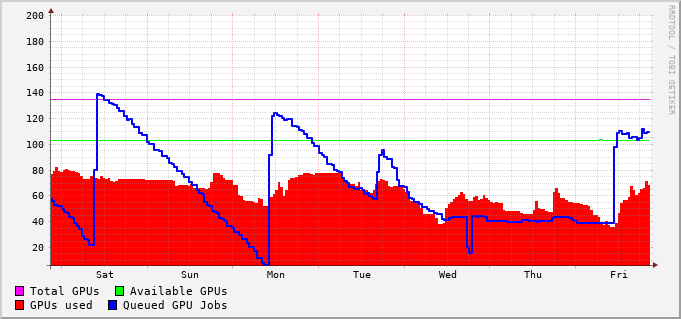 200
180
160
140
120
100
80
60
40
20
Sat Sun Mon Tue Wed Thu Fri
Total GPUs Available GPUs
GPUs used Queued GPU Jobs
RRDTOOL / TOBI OETIKER